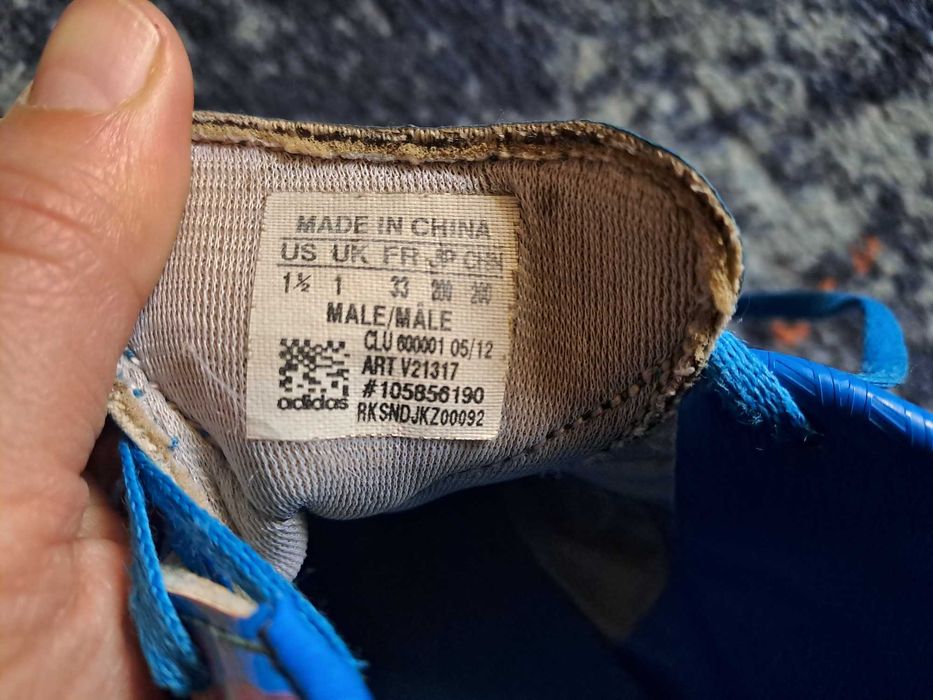 MADE IN CHINA
US UK FR JP CHN
1½ 1 33 200 200
MALE/MÂLE
CLU 600001 05/12
ART V21317
#105856190
adidas RKSNDJKZ00092